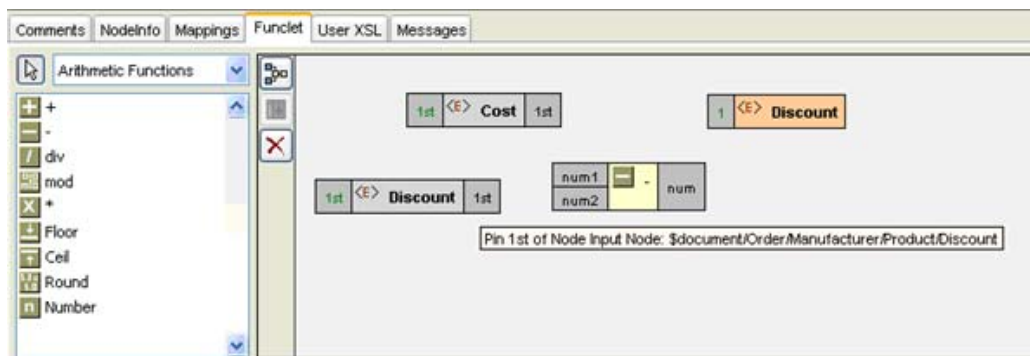 Comments NodeInfo Mappings Funclet User XSL Messages
Arithmetic Functions
+
-
div
mod
*
Floor
Ceil
Round
Number
1st <E> Cost 1st
1 <E> Discount
1st <E> Discount 1st
num1 - num
num2
Pin 1st of Node Input Node: $document/Order/Manufacturer/Product/Discount